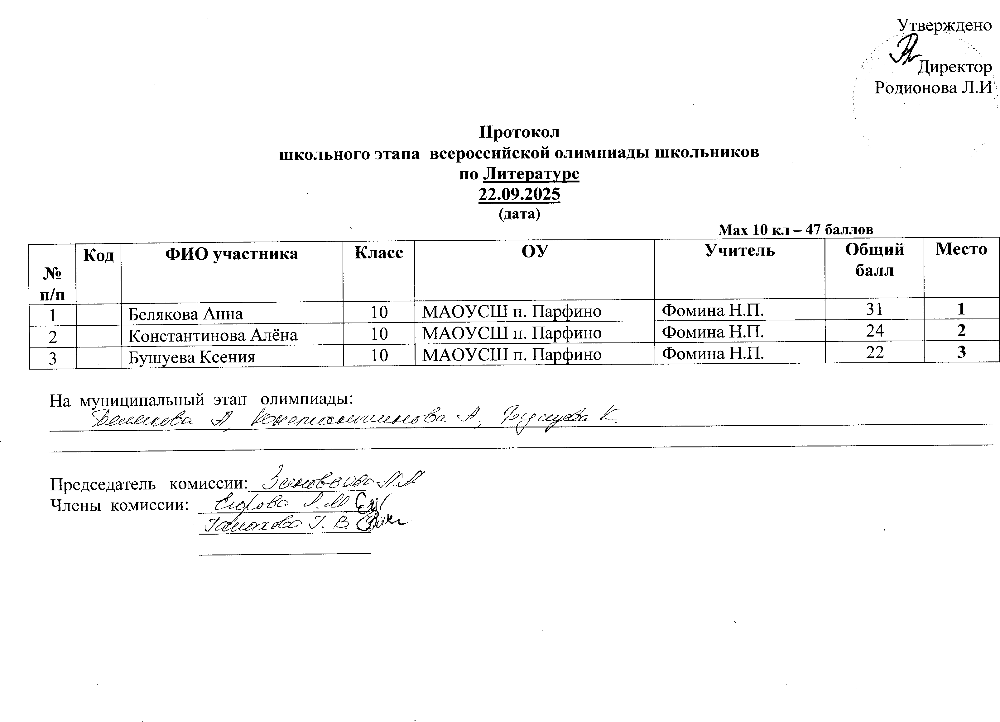 Утверждено
Директор
Родионова Л.И
Протокол
школьного этапа всероссийской олимпиады школьников
по Литературе
22.09.2025
(дата)
Мах 10 кл – 47 баллов
№ п/п Код ФИО участника Класс ОУ Учитель Общий балл Место
1 Белякова Анна 10 МАОУСШ п. Парфино Фомина Н.П. 31 1
2 Константинова Алёна 10 МАОУСШ п. Парфино Фомина Н.П. 24 2
3 Бушуева Ксения 10 МАОУСШ п. Парфино Фомина Н.П. 22 3
На муниципальный этап олимпиады:
Белякова А, Константинова А, Бушуева К.
Председатель комиссии:
Члены комиссии: